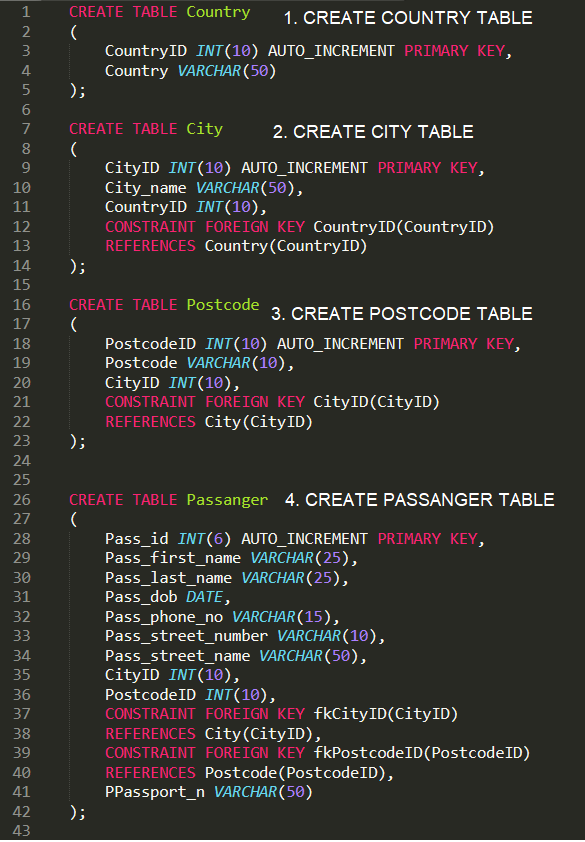 1 CREATE TABLE Country 1. CREATE COUNTRY TABLE
2 (
3 CountryID INT(10) AUTO_INCREMENT PRIMARY KEY,
4 Country VARCHAR(50)
5 );
6
7 CREATE TABLE City 2. CREATE CITY TABLE
8 (
9 CityID INT(10) AUTO_INCREMENT PRIMARY KEY,
10 City_name VARCHAR(50),
11 CountryID INT(10),
12 CONSTRAINT FOREIGN KEY CountryID(CountryID)
13 REFERENCES Country(CountryID)
14 );
15
16 CREATE TABLE Postcode 3. CREATE POSTCODE TABLE
17 (
18 PostcodeID INT(10) AUTO_INCREMENT PRIMARY KEY,
19 Postcode VARCHAR(10),
20 CityID INT(10),
21 CONSTRAINT FOREIGN KEY CityID(CityID)
22 REFERENCES City(CityID)
23 );
24
25
26 CREATE TABLE Passanger 4. CREATE PASSANGER TABLE
27 (
28 Pass_id INT(6) AUTO_INCREMENT PRIMARY KEY,
29 Pass_first_name VARCHAR(25),
30 Pass_last_name VARCHAR(25),
31 Pass_dob DATE,
32 Pass_phone_no VARCHAR(15),
33 Pass_street_number VARCHAR(10),
34 Pass_street_name VARCHAR(50),
35 CityID INT(10),
36 PostcodeID INT(10),
37 CONSTRAINT FOREIGN KEY fkCityID(CityID)
38 REFERENCES City(CityID),
39 CONSTRAINT FOREIGN KEY fkPostcodeID(PostcodeID)
40 REFERENCES Postcode(PostcodeID),
41 PPassport_n VARCHAR(50)
42 );
43